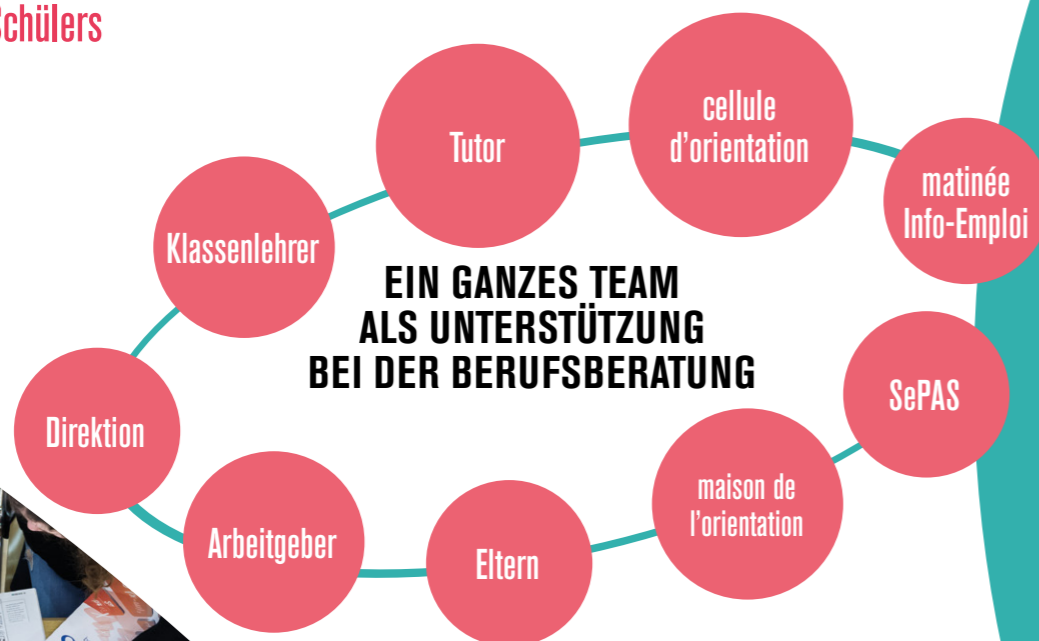 Schülers
cellule
d'orientation
Tutor
matinée
Info-Emploi
Klassenlehrer
EIN GANZES TEAM
ALS UNTERSTÜTZUNG
BEI DER BERUFSBERATUNG
SePAS
Direktion
maison de
l'orientation
Arbeitgeber
Eltern